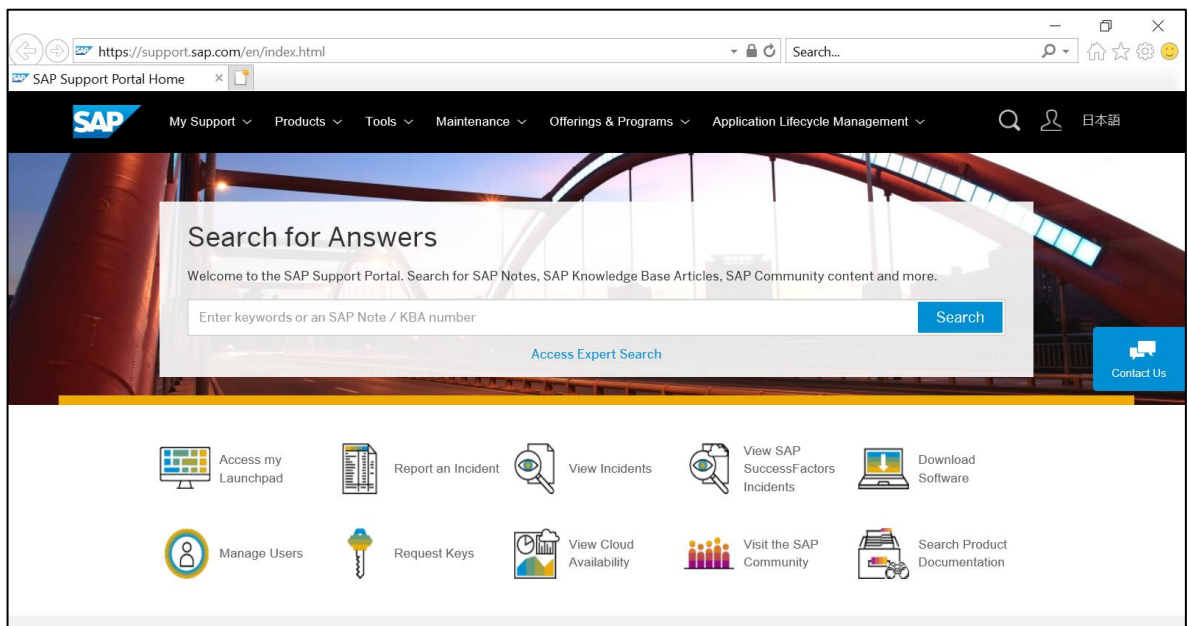 https://support.sap.com/en/index.html
Search...
SAP Support Portal Home
SAP
My Support
Products
Tools
Maintenance
Offerings & Programs
Application Lifecycle Management
日本語
Search for Answers
Welcome to the SAP Support Portal. Search for SAP Notes, SAP Knowledge Base Articles, SAP Community content and more.
Enter keywords or an SAP Note / KBA number
Search
Access Expert Search
Contact Us
Access my
Launchpad
Report an Incident
View Incidents
View SAP
SuccessFactors
Incidents
Download
Software
Manage Users
Request Keys
View Cloud
Availability
Visit the SAP
Community
Search Product
Documentation